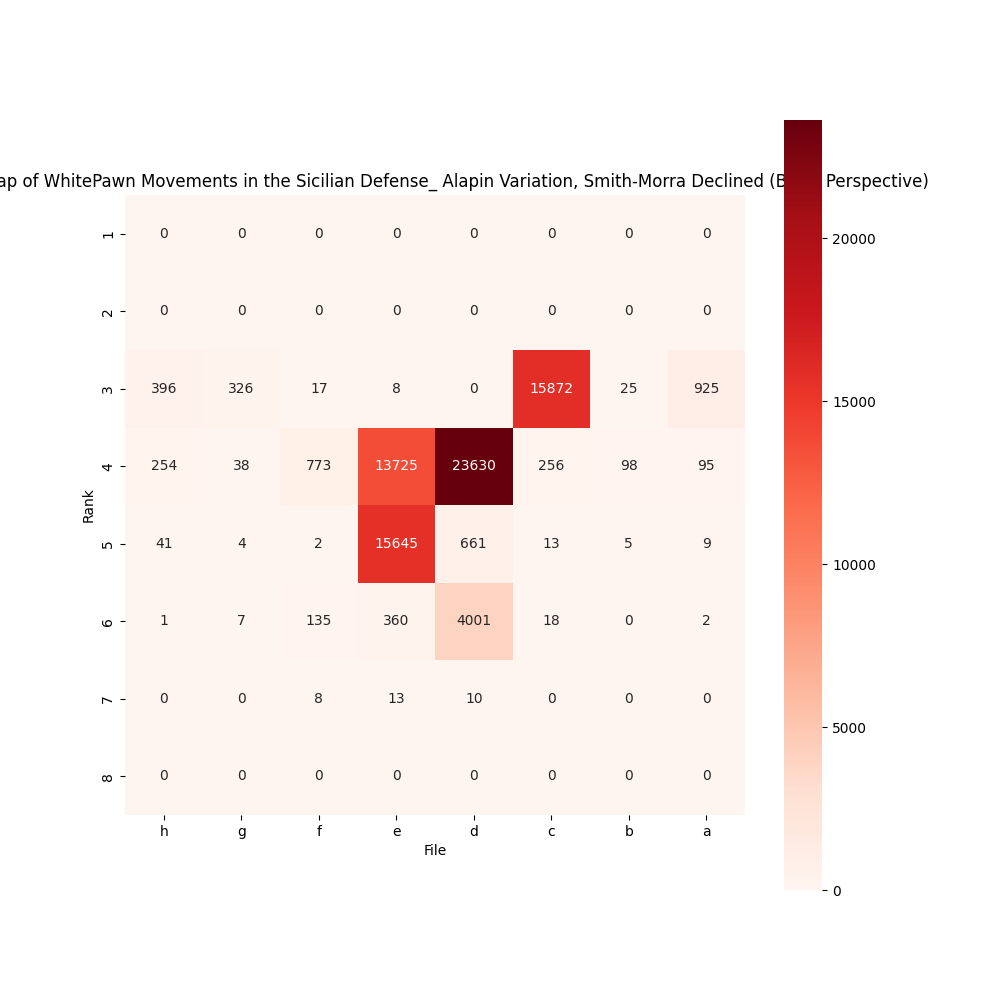 ap of WhitePawn Movements in the Sicilian Defense_ Alapin Variation, Smith-Morra Declined (B Perspective)
1 0 0 0 0 0 0 0 0
2 0 0 0 0 0 0 0 0
3 396 326 17 8 0 15872 25 925
4 254 38 773 13725 23630 256 98 95
5 41 4 2 15645 661 13 5 9
6 1 7 135 360 4001 18 0 2
7 0 0 8 13 10 0 0 0
8 0 0 0 0 0 0 0 0
Rank
h g f e d c b a
File
20000
15000
10000
5000
0